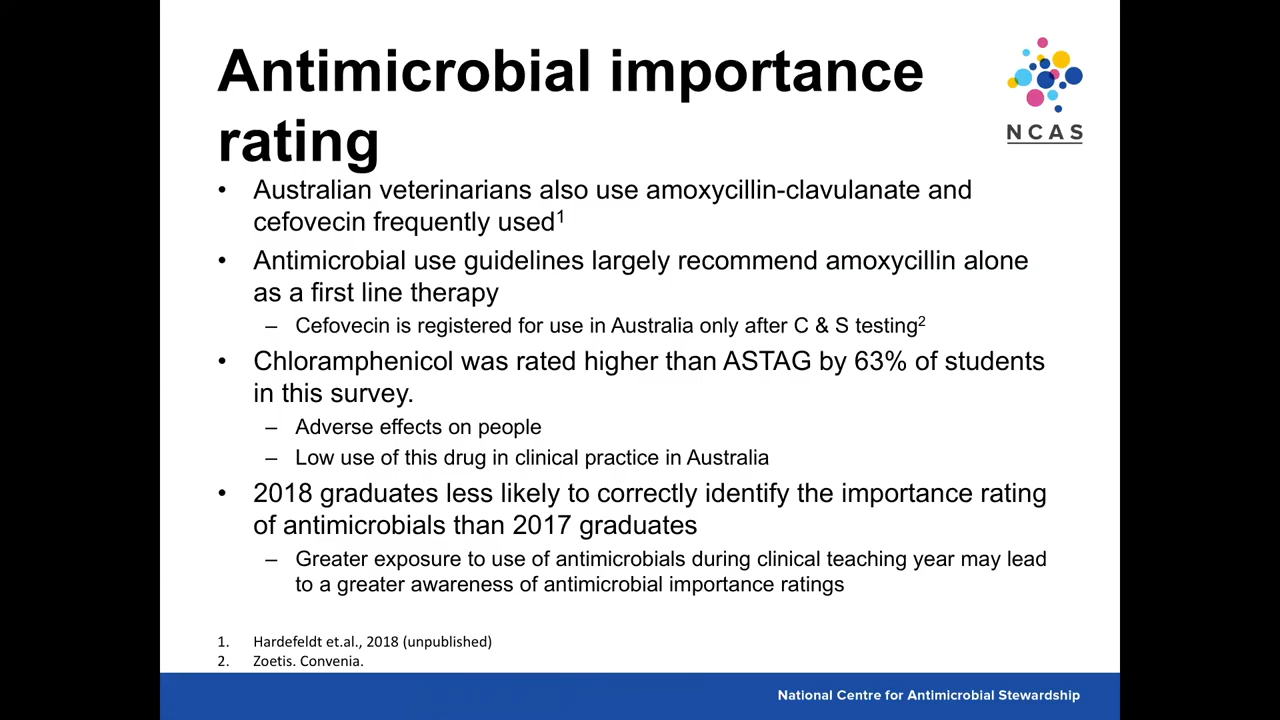 Antimicrobial importance
rating
NCAS
• Australian veterinarians also use amoxycillin-clavulanate and
cefovecin frequently used1
• Antimicrobial use guidelines largely recommend amoxycillin alone
as a first line therapy
– Cefovecin is registered for use in Australia only after C & S testing2
• Chloramphenicol was rated higher than ASTAG by 63% of students
in this survey.
– Adverse effects on people
– Low use of this drug in clinical practice in Australia
• 2018 graduates less likely to correctly identify the importance rating
of antimicrobials than 2017 graduates
– Greater exposure to use of antimicrobials during clinical teaching year may lead
to a greater awareness of antimicrobial importance ratings
1. Hardefeldt et.al., 2018 (unpublished)
2. Zoetis. Convenia.
National Centre for Antimicrobial Stewardship